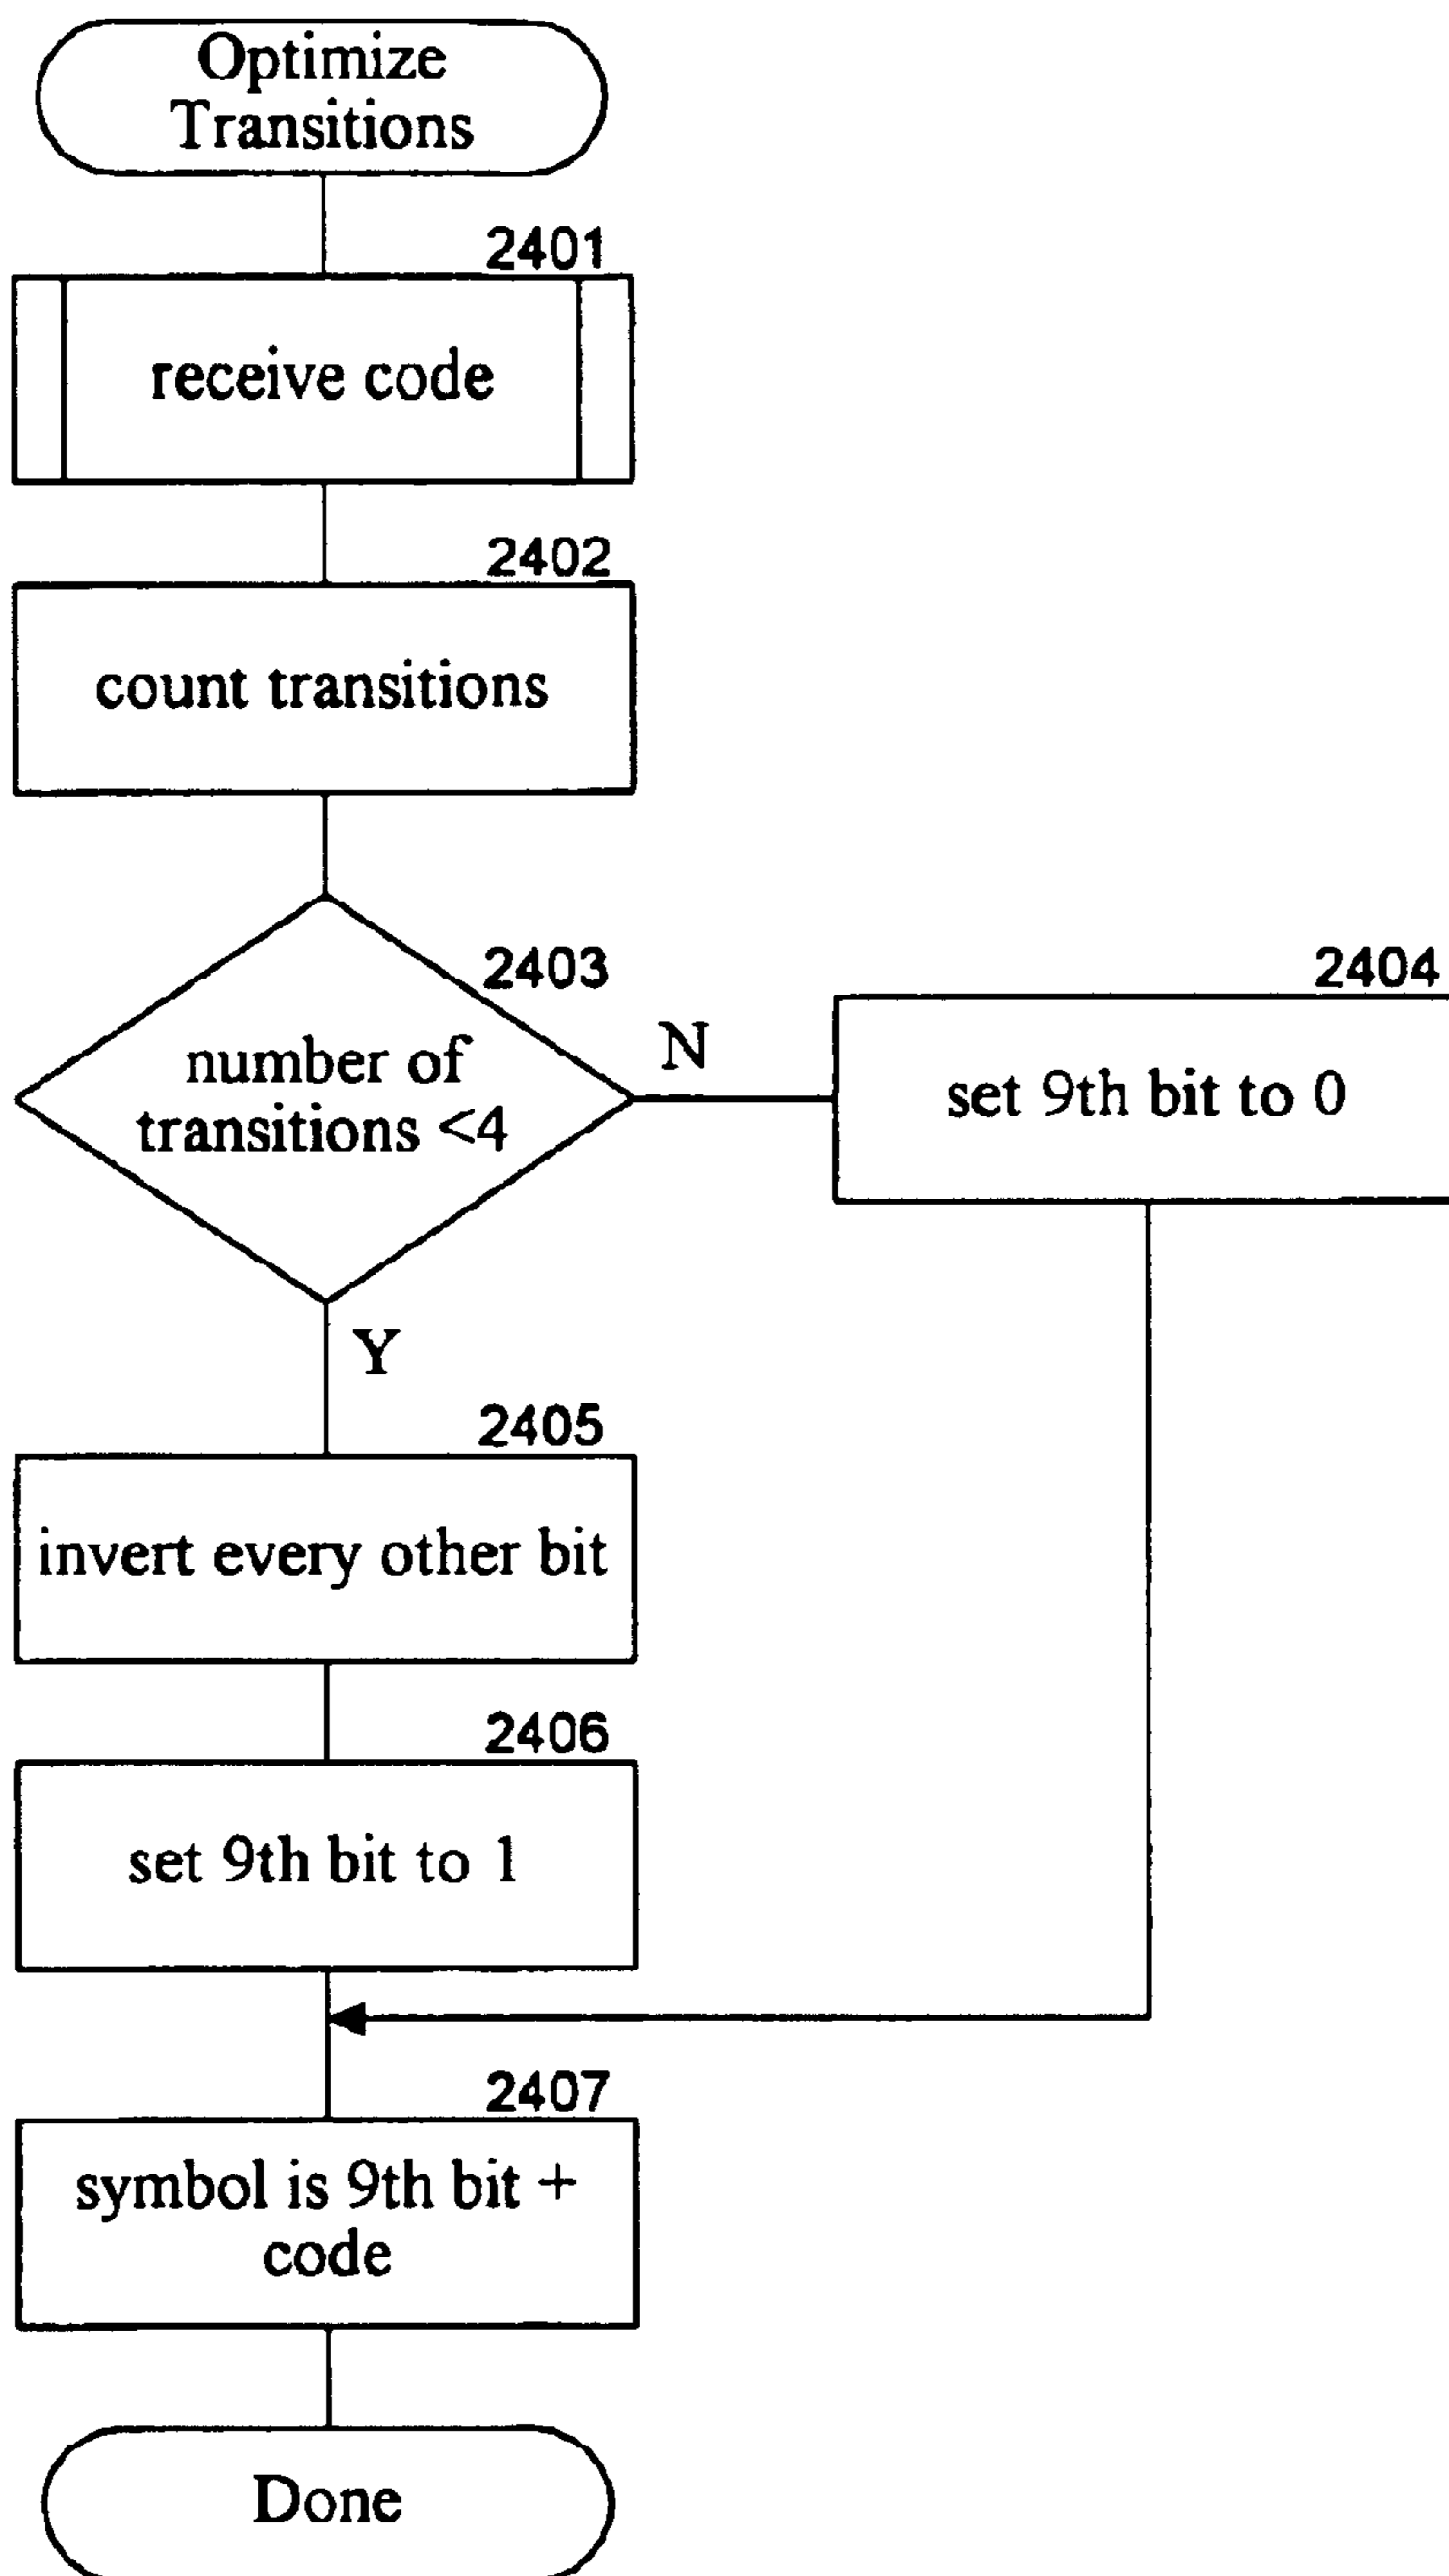 Optimize
Transitions
2401
receive code
2402
count transitions
2403
number of
transitions <4
N
2404
set 9th bit to 0
Y
2405
invert every other bit
2406
set 9th bit to 1
2407
symbol is 9th bit +
code
Done